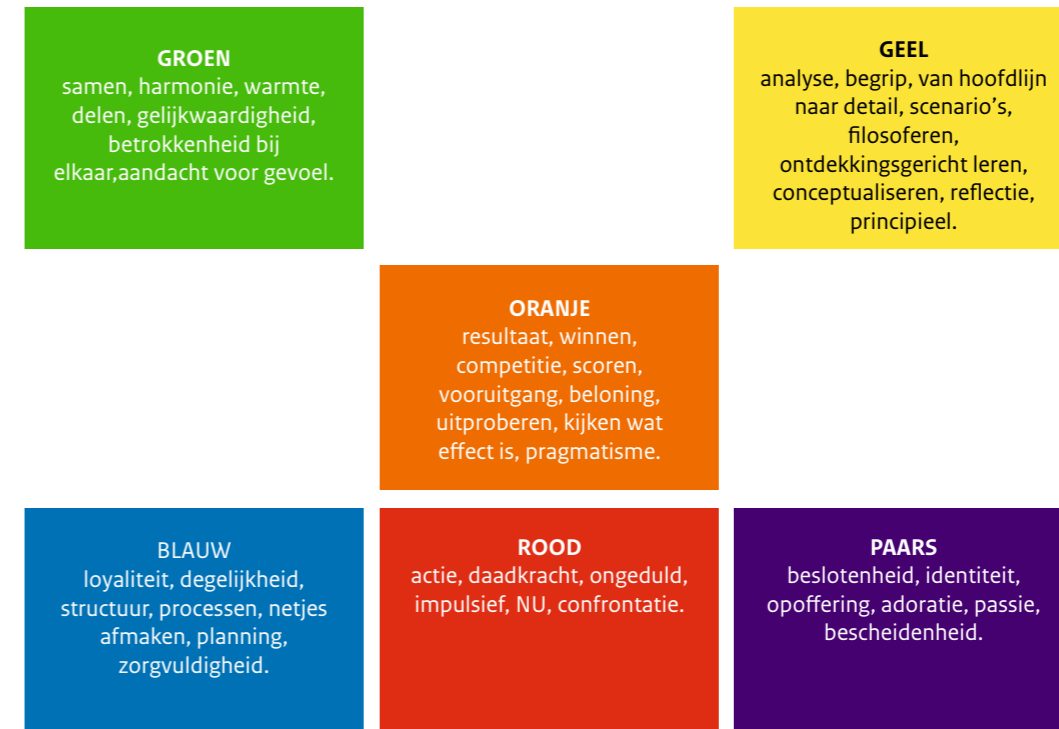 GROEN
samen, harmonie, warmte,
delen, gelijkwaardigheid,
betrokkenheid bij
elkaar,aandacht voor gevoel.
GEEL
analyse, begrip, van hoofdlijn
naar detail, scenario’s,
filosoferen,
ontdekkingsgericht leren,
conceptualiseren, reflectie,
principieel.
ORANJE
resultaat, winnen,
competitie, scoren,
vooruitgang, beloning,
uitproberen, kijken wat
effect is, pragmatisme.
BLAUW
loyaliteit, degelijkheid,
structuur, processen, netjes
afmaken, planning,
zorgvuldigheid.
ROOD
actie, daadkracht, ongeduld,
impulsief, NU, confrontatie.
PAARS
beslotenheid, identiteit,
opoffering, adoratie, passie,
bescheidenheid.